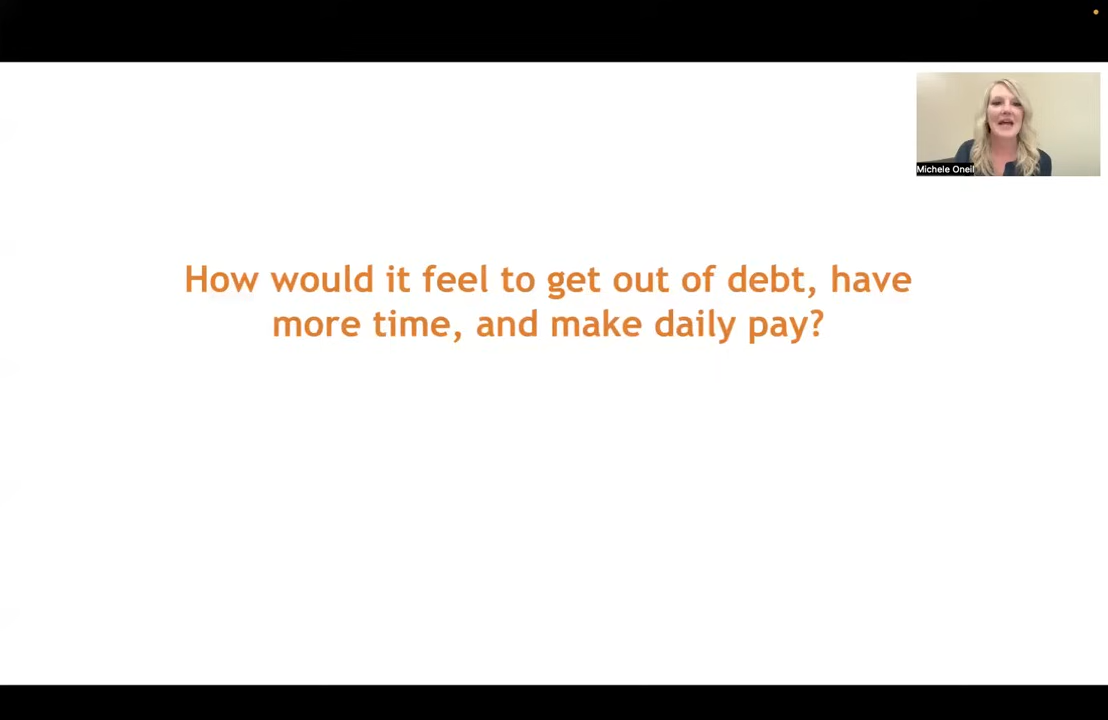 Michele Oneil
How would it feel to get out of debt, have
more time, and make daily pay?